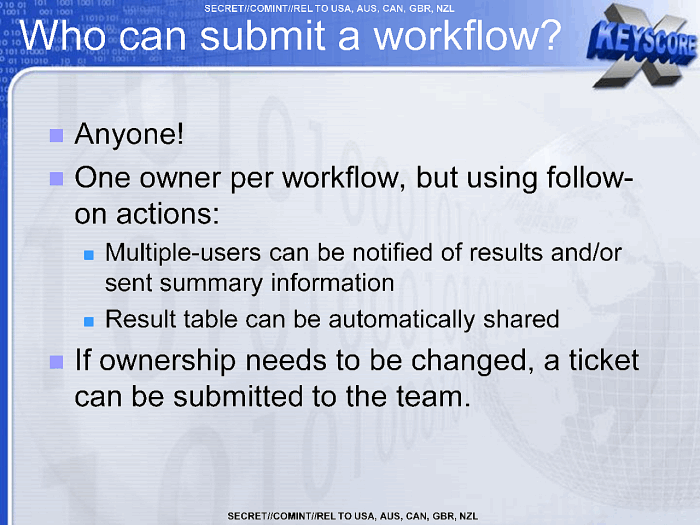 SECRET//COMINT//REL TO USA, AUS, CAN, GBR, NZL
Who can submit a workflow?
XKEYSCORE
Anyone!
One owner per workflow, but using follow-
on actions:
Multiple-users can be notified of results and/or
sent summary information
Result table can be automatically shared
If ownership needs to be changed, a ticket
can be submitted to the team.
SECRET//COMINT//REL TO USA, AUS, CAN, GBR, NZL